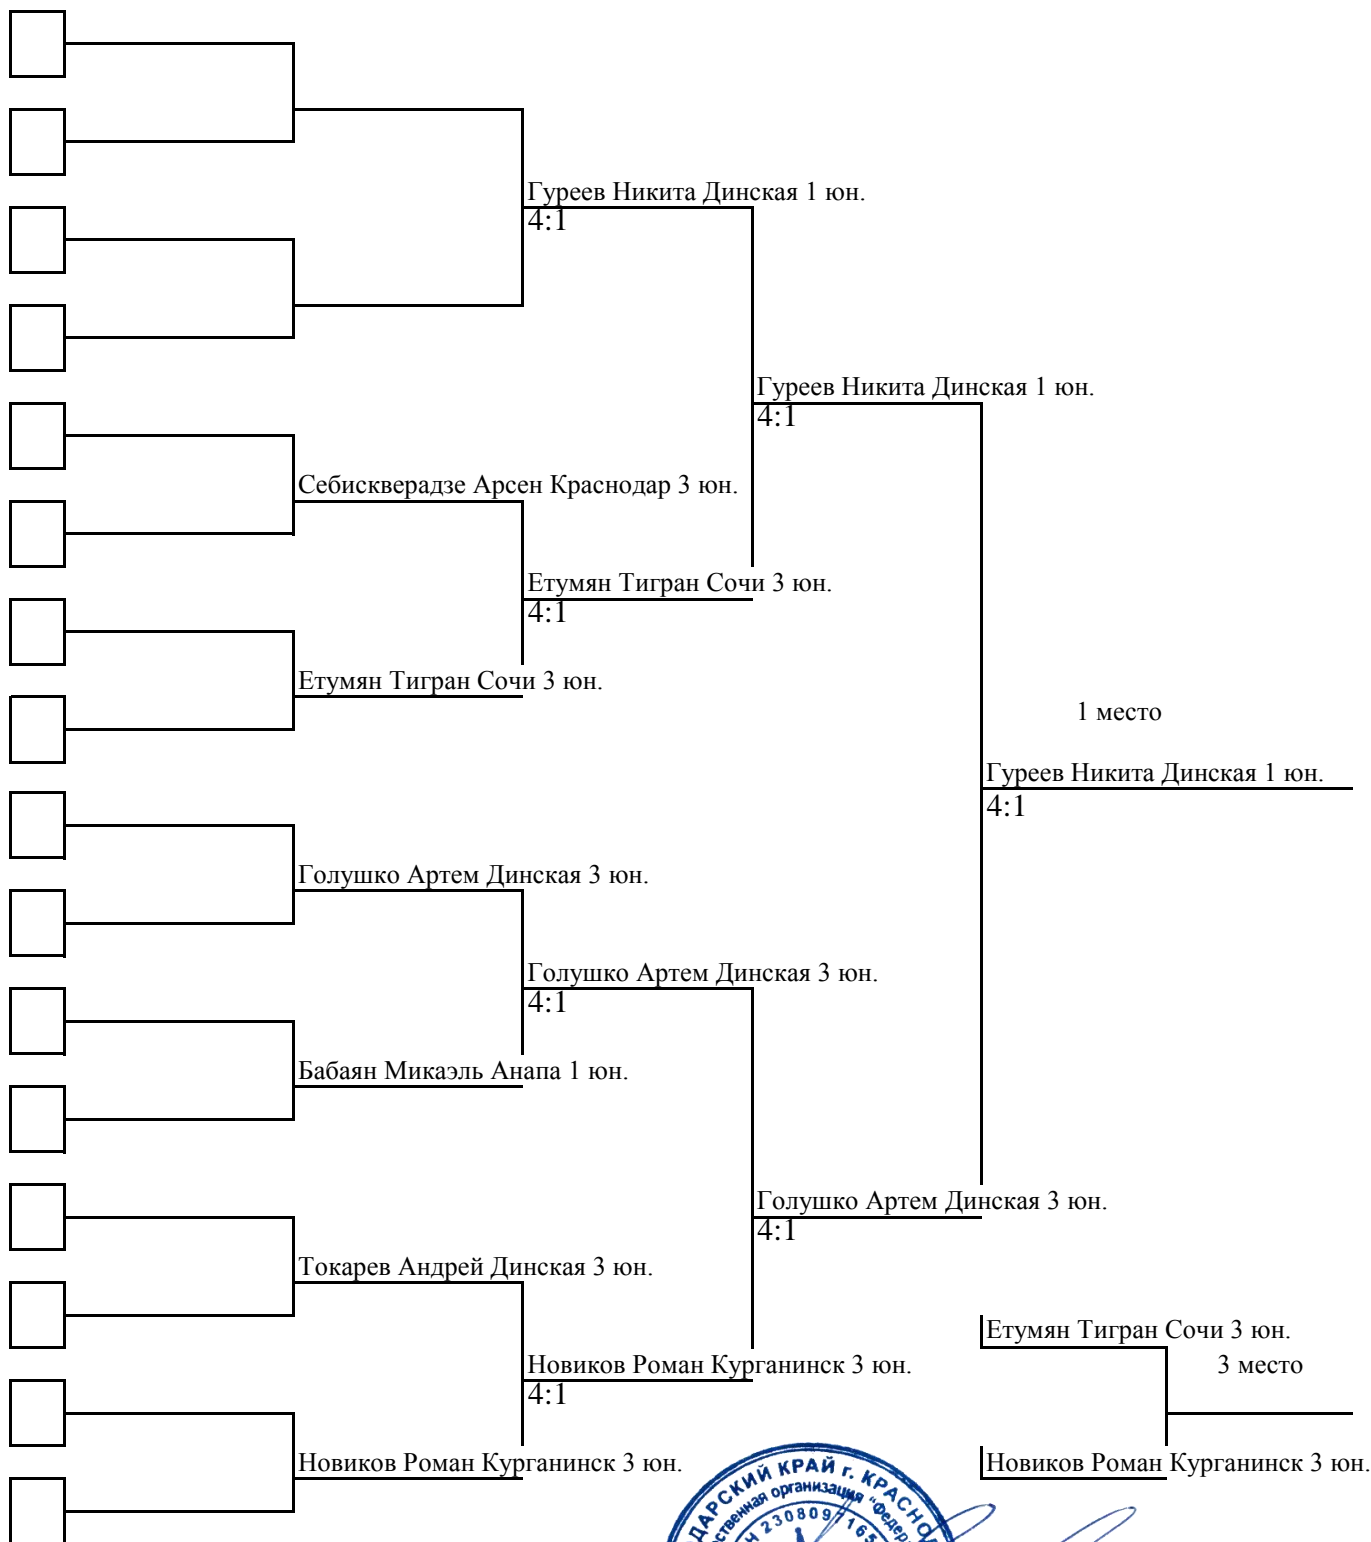 Гуреев Никита Динская 1 юн.
4:1
Гуреев Никита Динская 1 юн.
4:1
Себискверадзе Арсен Краснодар 3 юн.
Етумян Тигран Сочи 3 юн.
4:1
Етумян Тигран Сочи 3 юн.
1 место
Гуреев Никита Динская 1 юн.
4:1
Голушко Артем Динская 3 юн.
Голушко Артем Динская 3 юн.
4:1
Бабаян Микаэль Анапа 1 юн.
Голушко Артем Динская 3 юн.
4:1
Токарев Андрей Динская 3 юн.
Етумян Тигран Сочи 3 юн.
Новиков Роман Курганинск 3 юн.
4:1
3 место
Новиков Роман Курганинск 3 юн.
Новиков Роман Курганинск 3 юн.
КРАЙ г.
организация